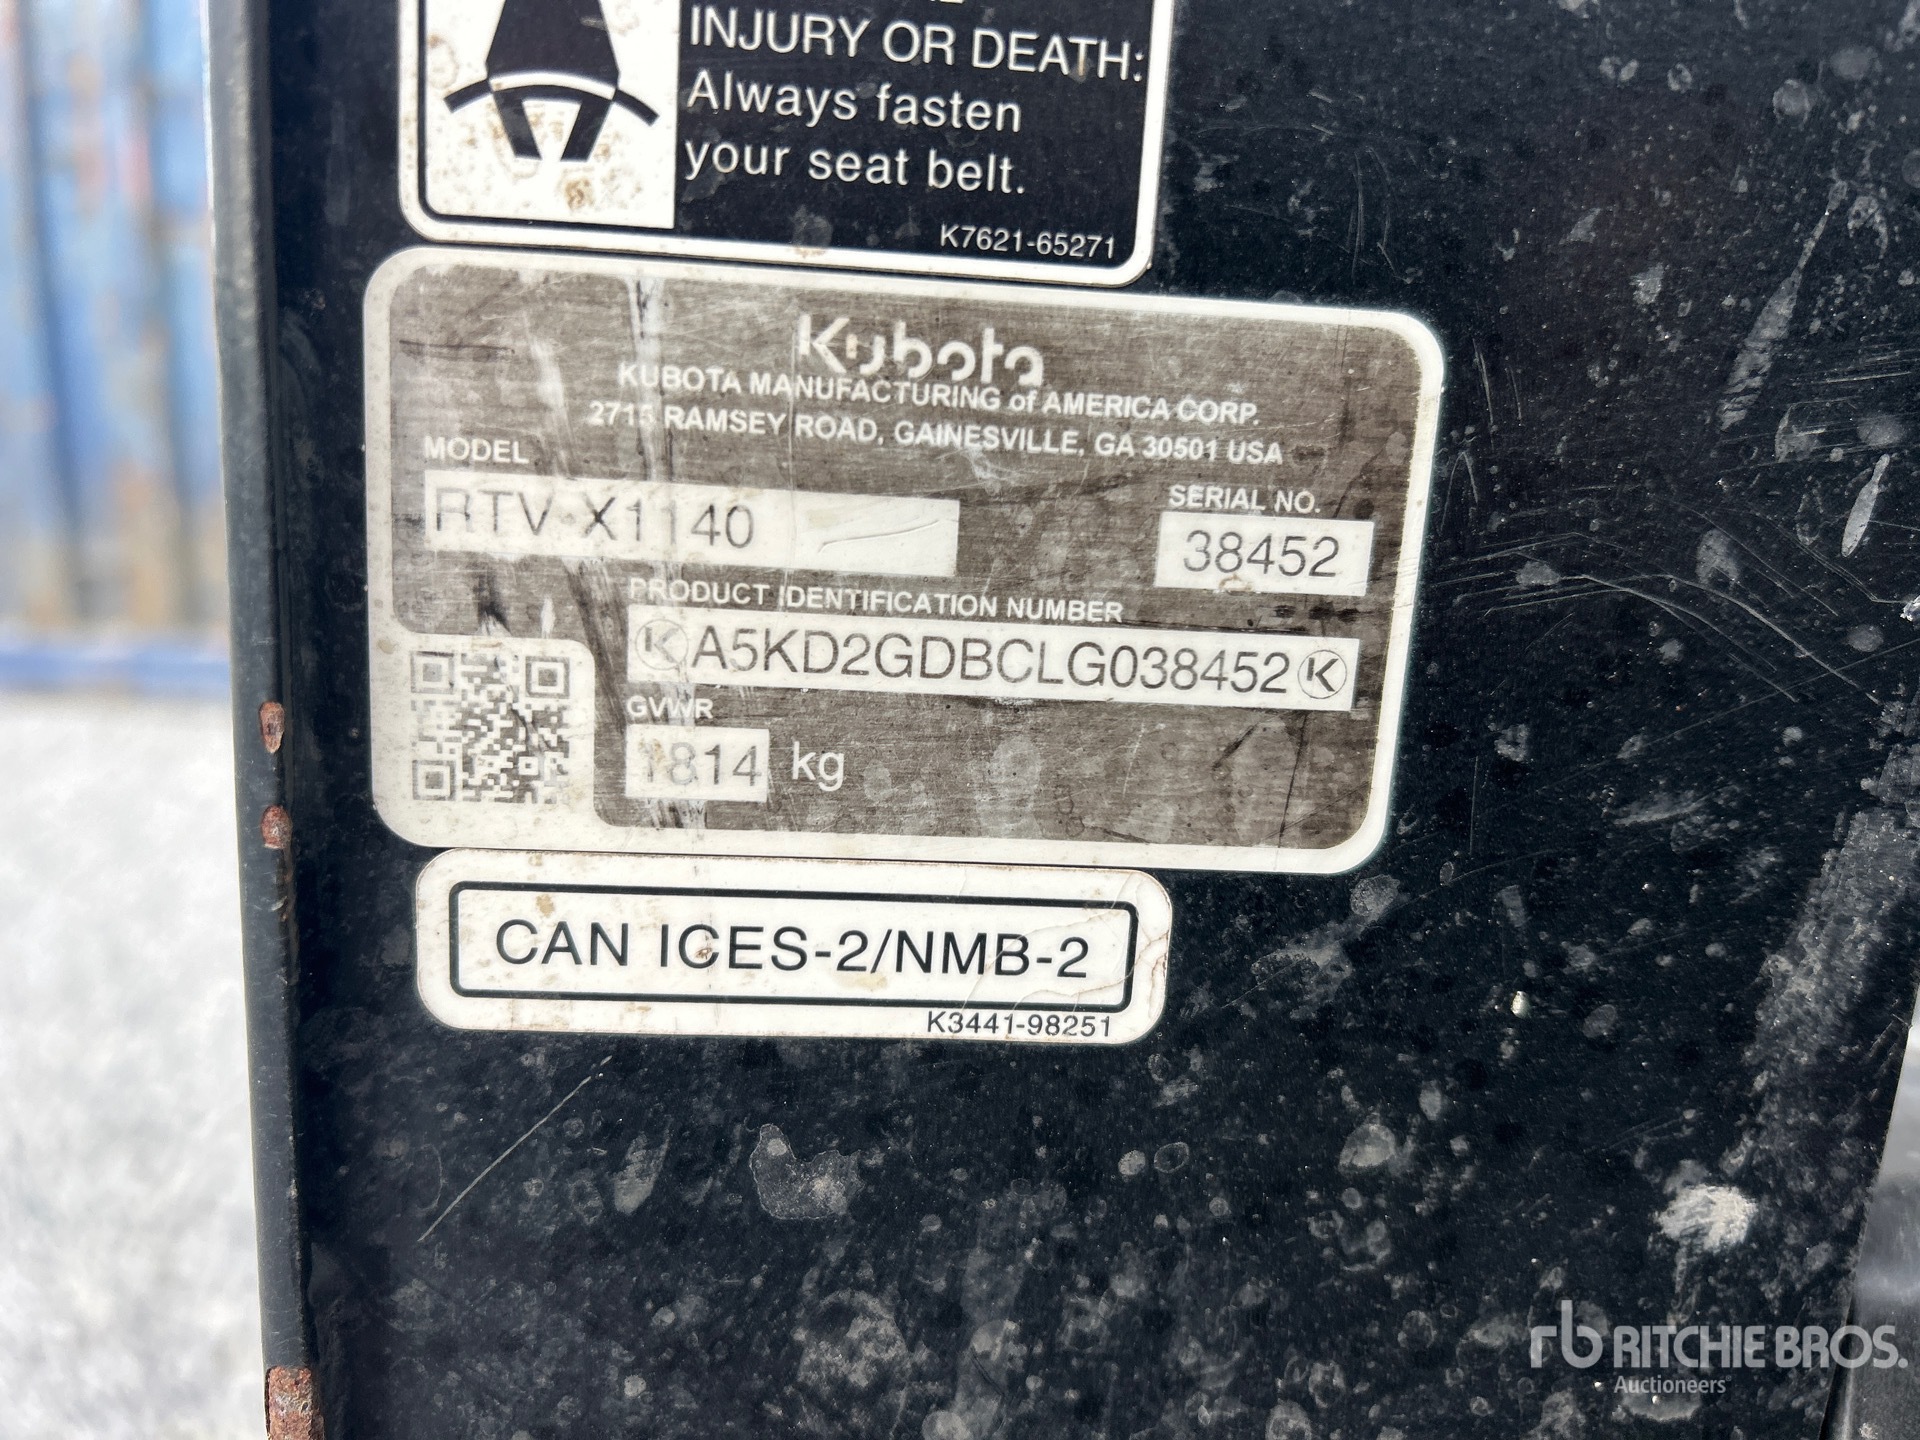 INJURY OR DEATH:
Always fasten
your seat belt.
K7621-65271
Kubota
KUBOTA MANUFACTURING of AMERICA CORP.
2715 RAMSEY ROAD, GAINESVILLE, GA 30501 USA
MODEL
RTV-X1140
SERIAL NO.
38452
PRODUCT IDENTIFICATION NUMBER
K A5KD2GDBCLG038452 K
GVWR
1814 kg
CAN ICES-2/NMB-2
K3441-98251
rb RITCHIE BROS.
Auctioneers